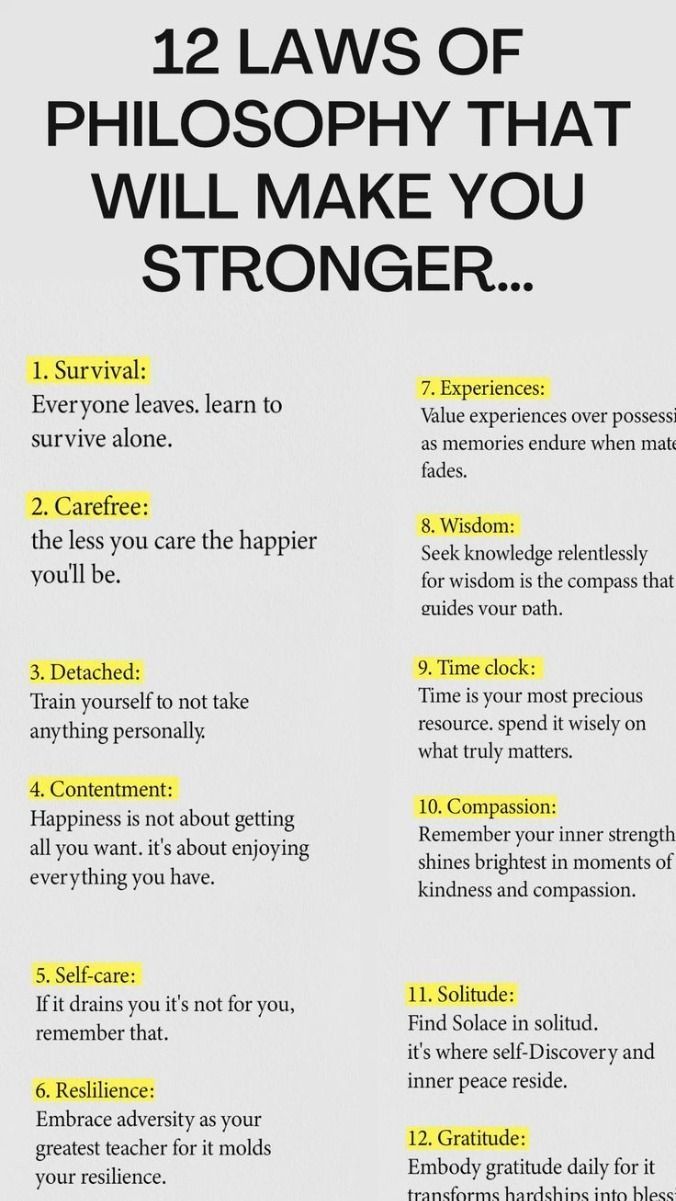 12 LAWS OF
PHILOSOPHY THAT
WILL MAKE YOU
STRONGER...
1. Survival:
Everyone leaves. learn to
survive alone.
2. Carefree:
the less you care the happier
you'll be.
3. Detached:
Train yourself to not take
anything personally.
4. Contentment:
Happiness is not about getting
all you want. it's about enjoying
everything you have.
5. Self-care:
If it drains you it's not for you,
remember that.
6. Reslilience:
Embrace adversity as your
greatest teacher for it molds
your resilience.
7. Experiences:
Value experiences over possessi
as memories endure when mate
fades.
8. Wisdom:
Seek knowledge relentlessly
for wisdom is the compass that
guides your path.
9. Time clock:
Time is your most precious
resource. spend it wisely on
what truly matters.
10. Compassion:
Remember your inner strength
shines brightest in moments of
kindness and compassion.
11. Solitude:
Find Solace in solitud.
it's where self-Discovery and
inner peace reside.
12. Gratitude:
Embody gratitude daily for it
transforms hardships into blessi